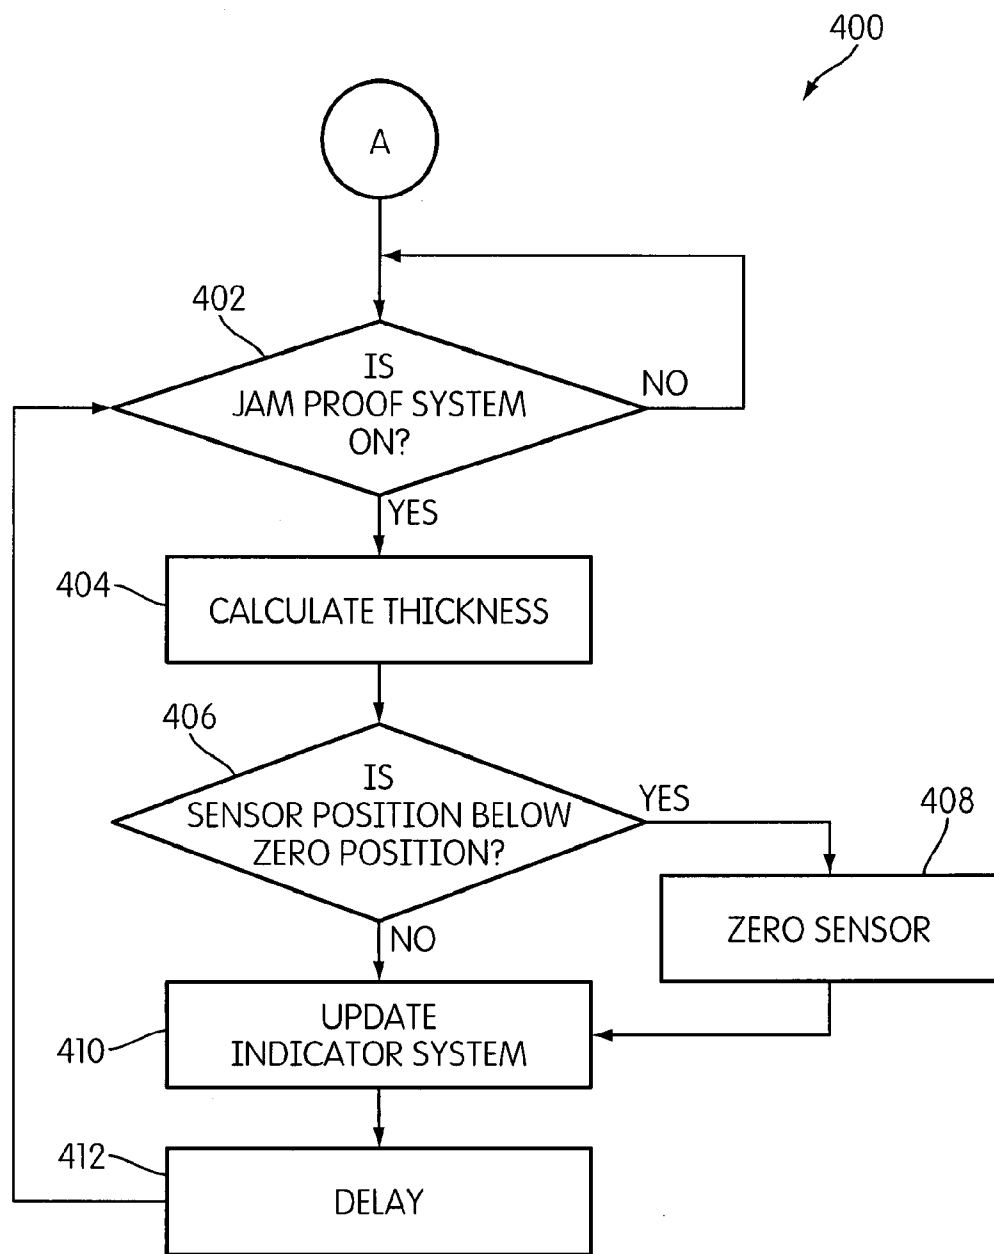 400
A
402
IS
JAM PROOF SYSTEM
ON?
NO
YES
404
CALCULATE THICKNESS
406
IS
SENSOR POSITION BELOW
ZERO POSITION?
YES
408
ZERO SENSOR
NO
410
UPDATE
INDICATOR SYSTEM
412
DELAY